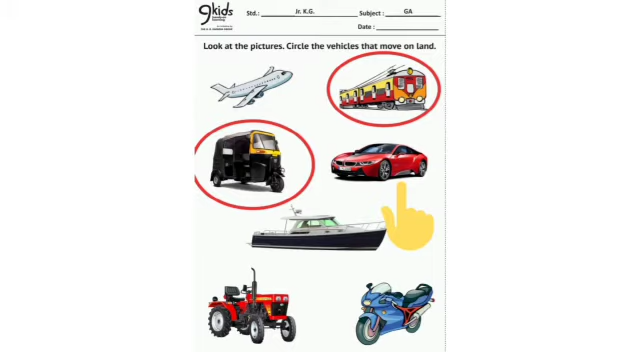 9kids
Std.: Jr. K.G. Subject : GA
Date :
Look at the pictures. Circle the vehicles that move on land.